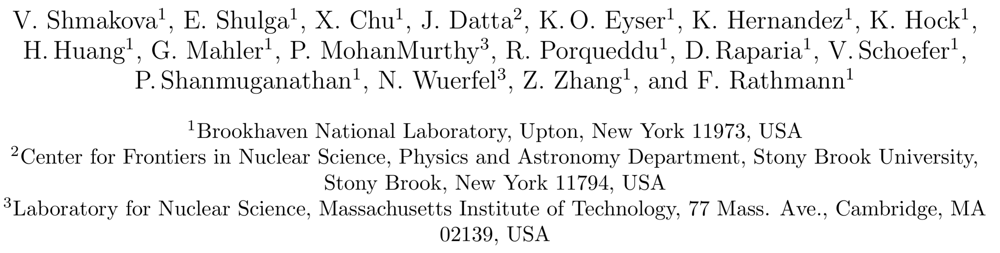 V. Shmakova¹, E. Shulga¹, X. Chu¹, J. Datta², K. O. Eyser¹, K. Hernandez¹, K. Hock¹,
H. Huang¹, G. Mahler¹, P. MohanMurthy³, R. Porqueddu¹, D. Raparia¹, V. Schoefer¹,
P. Shanmuganathan¹, N. Wuerfel³, Z. Zhang¹, and F. Rathmann¹
¹Brookhaven National Laboratory, Upton, New York 11973, USA
²Center for Frontiers in Nuclear Science, Physics and Astronomy Department, Stony Brook University,
Stony Brook, New York 11794, USA
³Laboratory for Nuclear Science, Massachusetts Institute of Technology, 77 Mass. Ave., Cambridge, MA
02139, USA